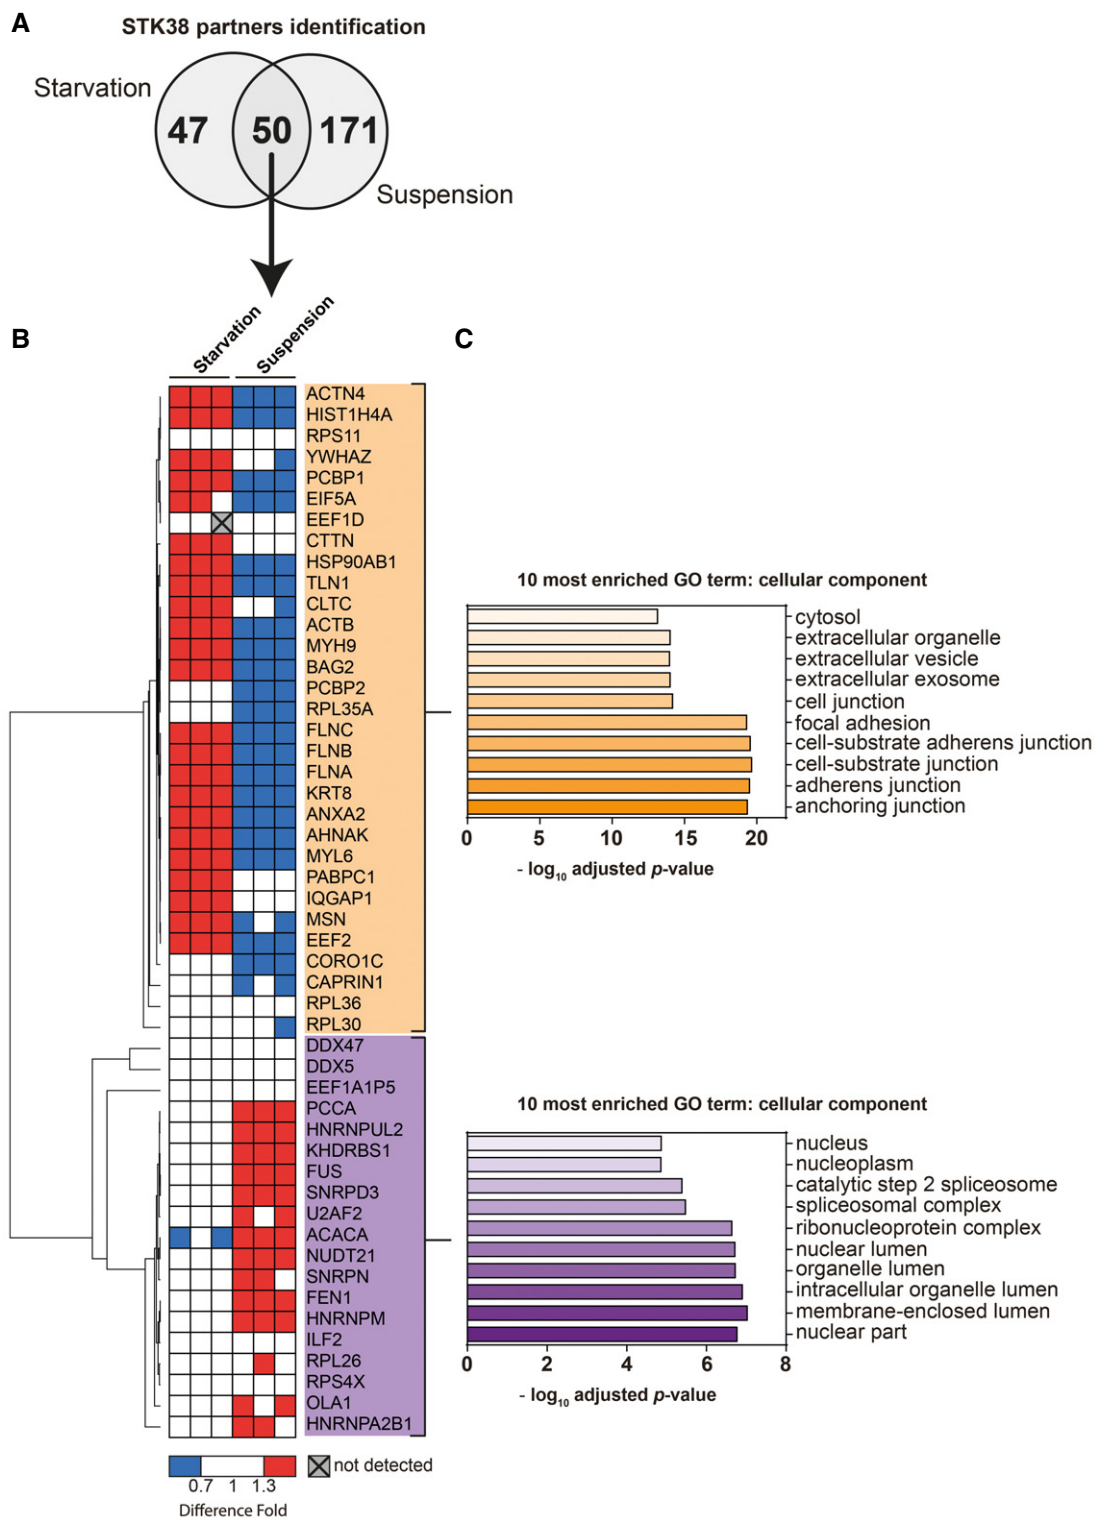 A
STK38 partners identification
Starvation
47
50
171
Suspension
B
Starvation
Suspension
ACTN4
HIST1H4A
RPS11
YWHAZ
PCBP1
EIF5A
EEF1D
CTTN
HSP90AB1
TLN1
CLTC
ACTB
MYH9
BAG2
PCBP2
RPL35A
FLNC
FLNB
FLNA
KRT8
ANXA2
AHNAK
MYL6
PABPC1
IQGAP1
MSN
EEF2
CORO1C
CAPRIN1
RPL36
RPL30
DDX47
DDX5
EEF1A1P5
PCCA
HNRNPUL2
KHDRBS1
FUS
SNRPD3
U2AF2
ACACA
NUDT21
SNRPN
FEN1
HNRNPM
ILF2
RPL26
RPS4X
OLA1
HNRNPA2B1
0.7 1 1.3
Difference Fold
not detected
C
10 most enriched GO term: cellular component
cytosol
extracellular organelle
extracellular vesicle
extracellular exosome
cell junction
focal adhesion
cell-substrate adherens junction
cell-substrate junction
adherens junction
anchoring junction
0 5 10 15 20
- log10 adjusted p-value
10 most enriched GO term: cellular component
nucleus
nucleoplasm
catalytic step 2 spliceosome
spliceosomal complex
ribonucleoprotein complex
nuclear lumen
organelle lumen
intracellular organelle lumen
membrane-enclosed lumen
nuclear part
0 2 4 6 8
- log10 adjusted p-value